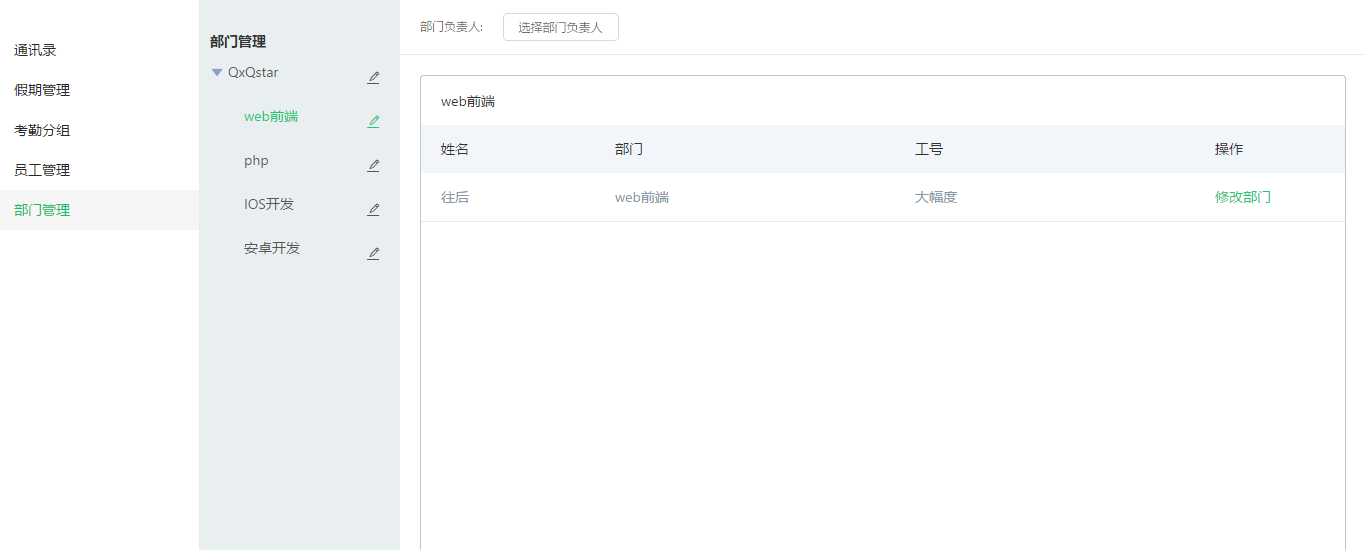 通讯录
假期管理
考勤分组
员工管理
部门管理
部门管理
QxQstar
web前端
php
IOS开发
安卓开发
部门负责人: 选择部门负责人
web前端
姓名 部门 工号 操作
往后 web前端 大幅度 修改部门